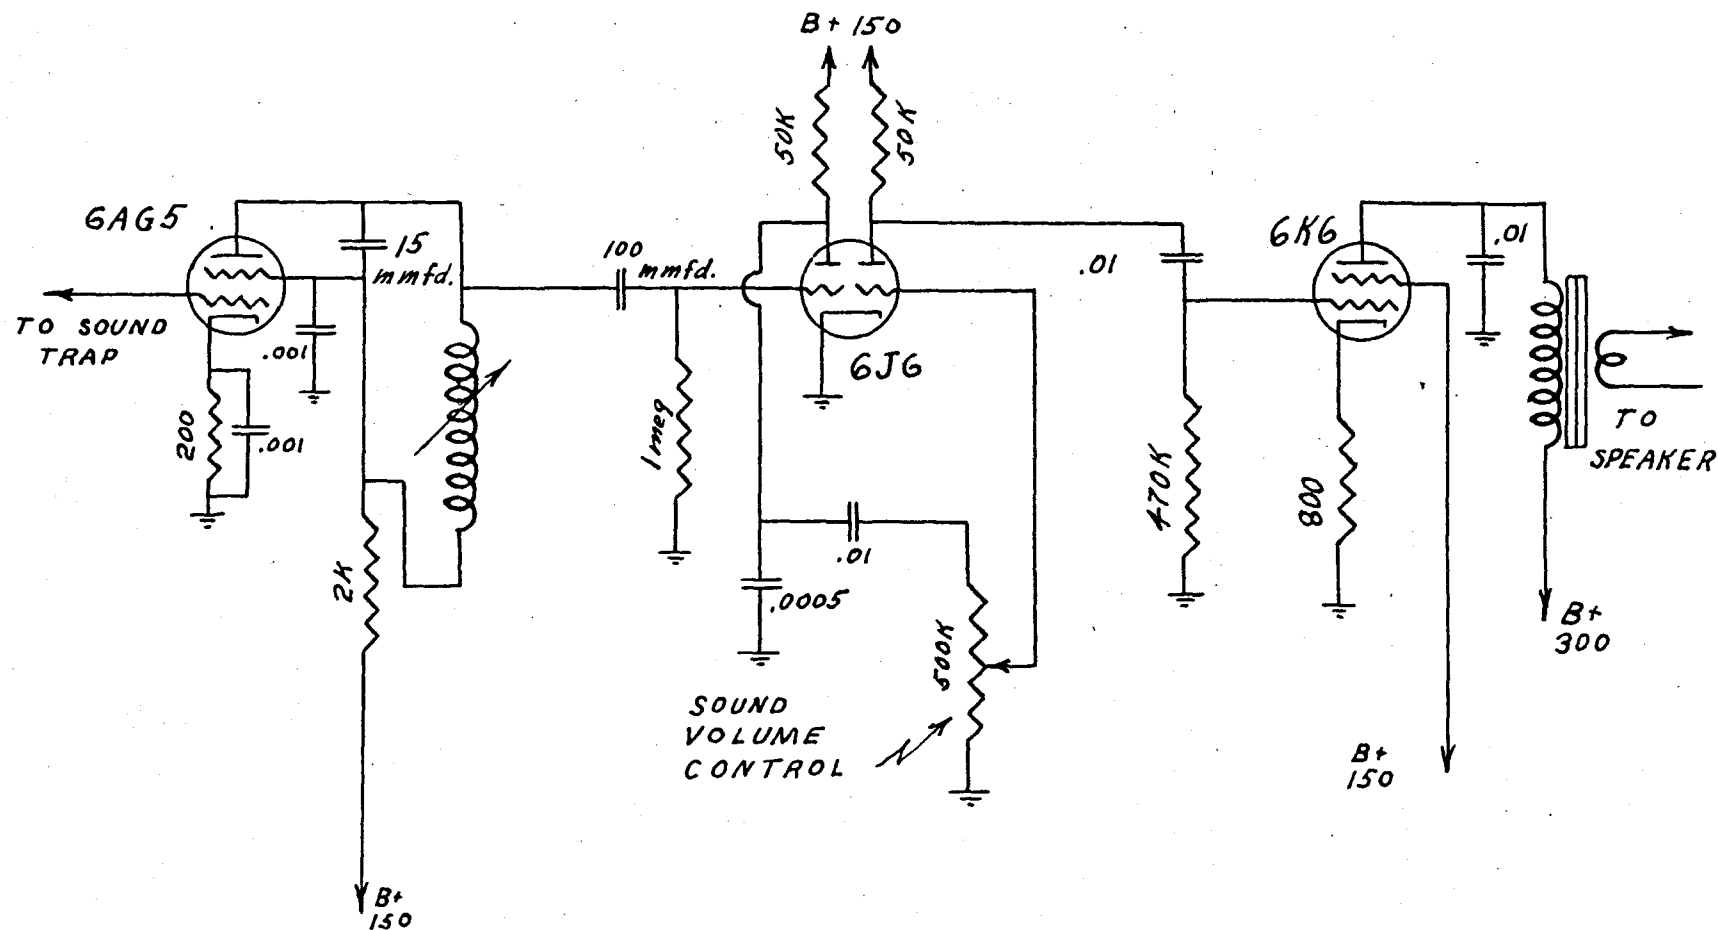 B+ 150
50K
50K
6AG5
15
mmfd.
TO SOUND
TRAP
.001
200
.001
2K
B+
150
100
mmfd.
1meg
6J6
.01
.0005
500K
SOUND
VOLUME
CONTROL
.01
470K
6K6
.01
800
TO
SPEAKER
B+
300
B+
150